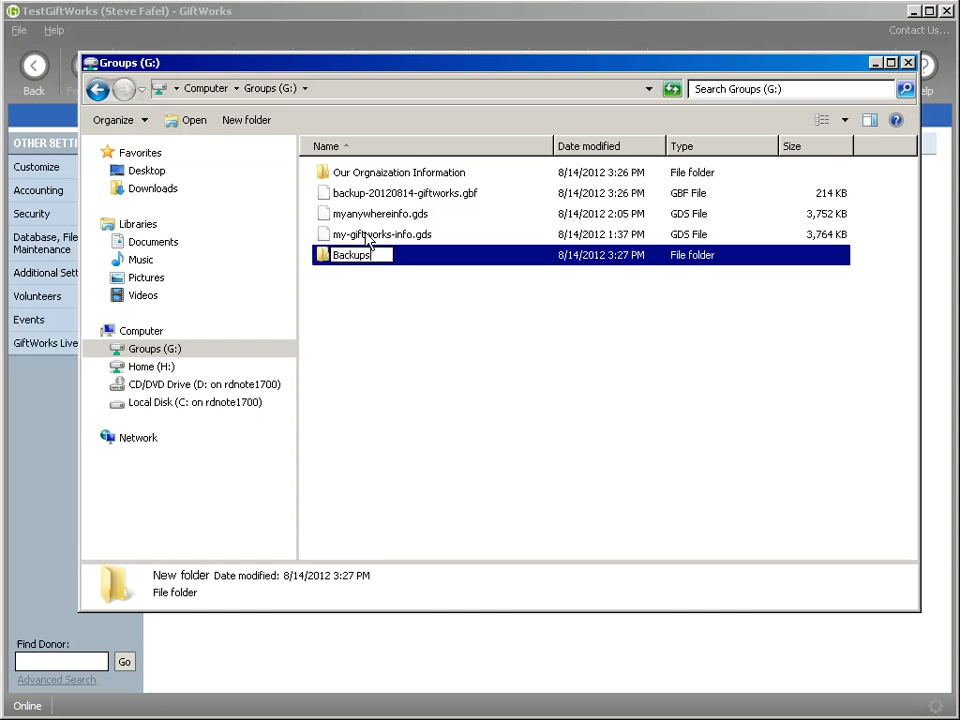 TestGiftWorks (Steve Fafel) - GiftWorks
File Help Contact Us...
Back
Groups (G:)
Computer Groups (G:)
Search Groups (G:)
Organize Open New folder
OTHER SETTI
Customize
Accounting
Security
Database, File
Maintenance
Additional Sett
Volunteers
Events
GiftWorks Live
Favorites
Desktop
Downloads
Libraries
Documents
Music
Pictures
Videos
Computer
Groups (G:)
Home (H:)
CD/DVD Drive (D: on rdnote1700)
Local Disk (C: on rdnote1700)
Network
Name Date modified Type Size
Our Orgnaization Information 8/14/2012 3:26 PM File folder
backup-20120814-giftworks.gbf 8/14/2012 3:26 PM GBF File 214 KB
myanywhereinfo.gds 8/14/2012 2:05 PM GDS File 3,752 KB
my-giftworks-info.gds 8/14/2012 1:37 PM GDS File 3,764 KB
Backups 8/14/2012 3:27 PM File folder
New folder Date modified: 8/14/2012 3:27 PM
File folder
Find Donor:
Go
Advanced Search
Online